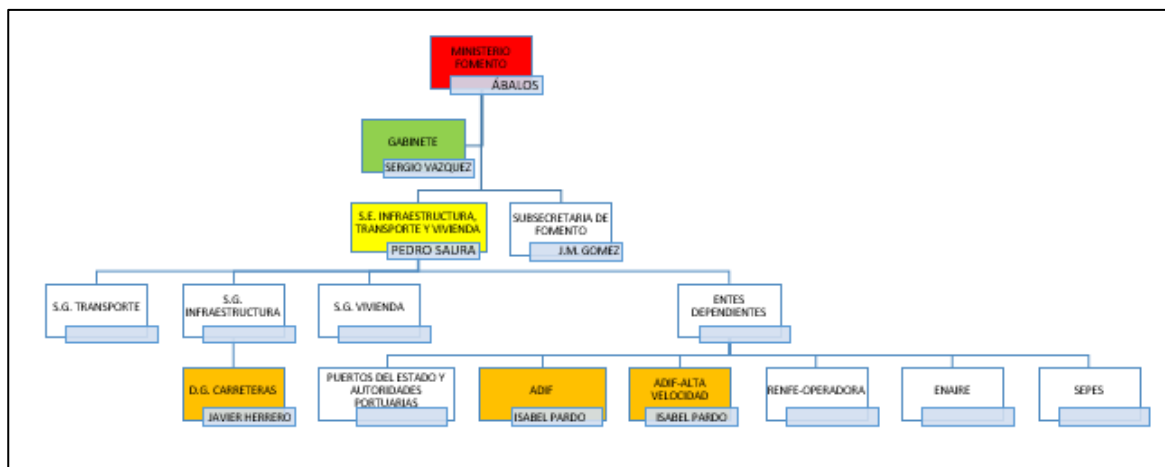 MINISTERIO
FOMENTO
ÁBALOS
GABINETE
SERGIO VAZQUEZ
S.E. INFRAESTRUCTURA,
TRANSPORTE Y VIVIENDA
PEDRO SAURA
SUBSECRETARIA DE
FOMENTO
J.M. GOMEZ
S.G. TRANSPORTE
S.G.
INFRAESTRUCTURA
S.G. VIVIENDA
ENTES
DEPENDIENTES
D.G. CARRETERAS
JAVIER HERRERO
PUERTOS DEL ESTADO Y
AUTORIDADES
PORTUARIAS
ADIF
ISABEL PARDO
ADIF-ALTA
VELOCIDAD
ISABEL PARDO
RENFE-OPERADORA
ENAIRE
SEPES